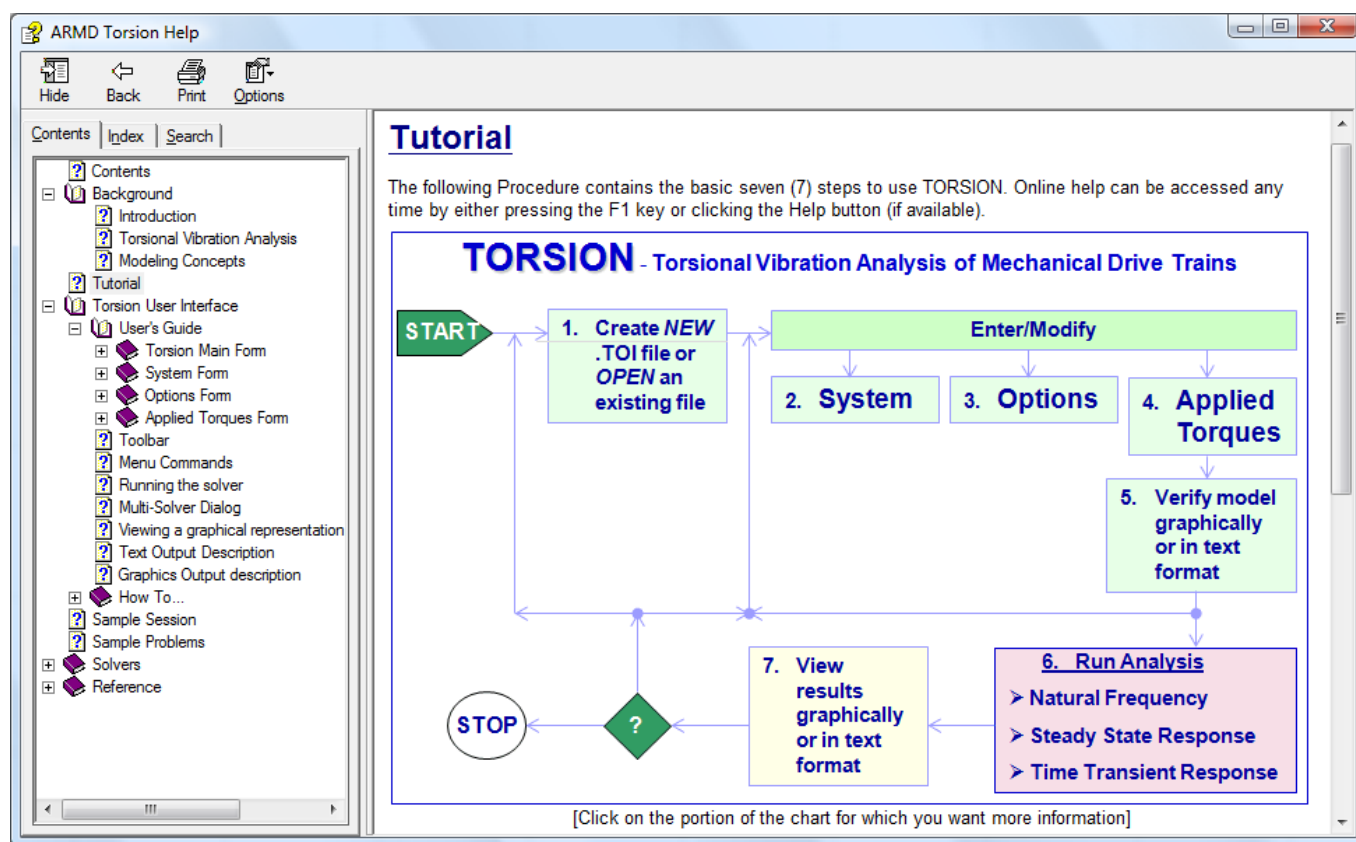 ARMD Torsion Help
Hide Back Print Options
Contents Index Search
Contents
Background
Introduction
Torsional Vibration Analysis
Modeling Concepts
Tutorial
Torsion User Interface
User's Guide
Torsion Main Form
System Form
Options Form
Applied Torques Form
Toolbar
Menu Commands
Running the solver
Multi-Solver Dialog
Viewing a graphical representation
Text Output Description
Graphics Output description
How To...
Sample Session
Sample Problems
Solvers
Reference
Tutorial
The following Procedure contains the basic seven (7) steps to use TORSION. Online help can be accessed any
time by either pressing the F1 key or clicking the Help button (if available).
TORSION - Torsional Vibration Analysis of Mechanical Drive Trains
START
1. Create NEW
.TOI file or
OPEN an
existing file
Enter/Modify
2. System
3. Options
4. Applied
Torques
5. Verify model
graphically
or in text
format
6. Run Analysis
➢ Natural Frequency
➢ Steady State Response
➢ Time Transient Response
7. View
results
graphically
or in text
format
?
STOP
[Click on the portion of the chart for which you want more information]